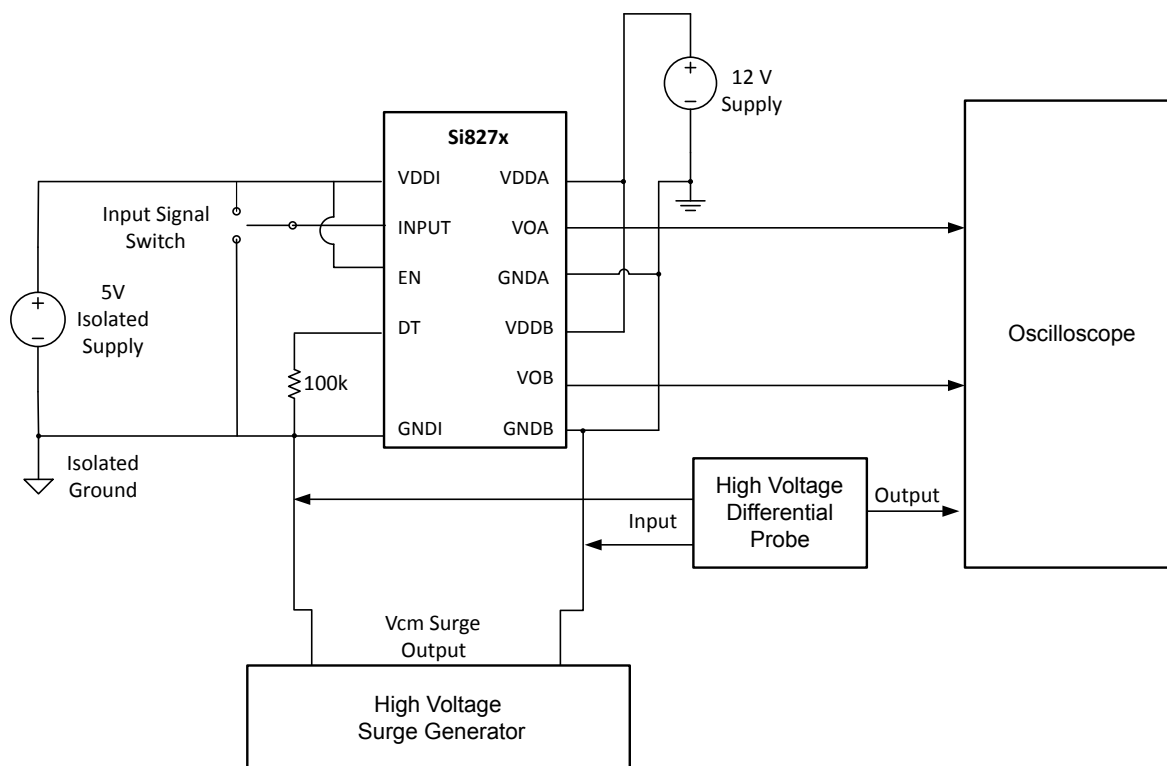 12 V
Supply
Si827x
VDDI
VDDA
Input Signal
Switch
INPUT
VOA
EN
GNDA
5V
Isolated
Supply
DT
VDDB
Oscilloscope
100k
VOB
GNDI
GNDB
Isolated
Ground
High Voltage
Differential
Probe
Output
Input
Vcm Surge
Output
High Voltage
Surge Generator